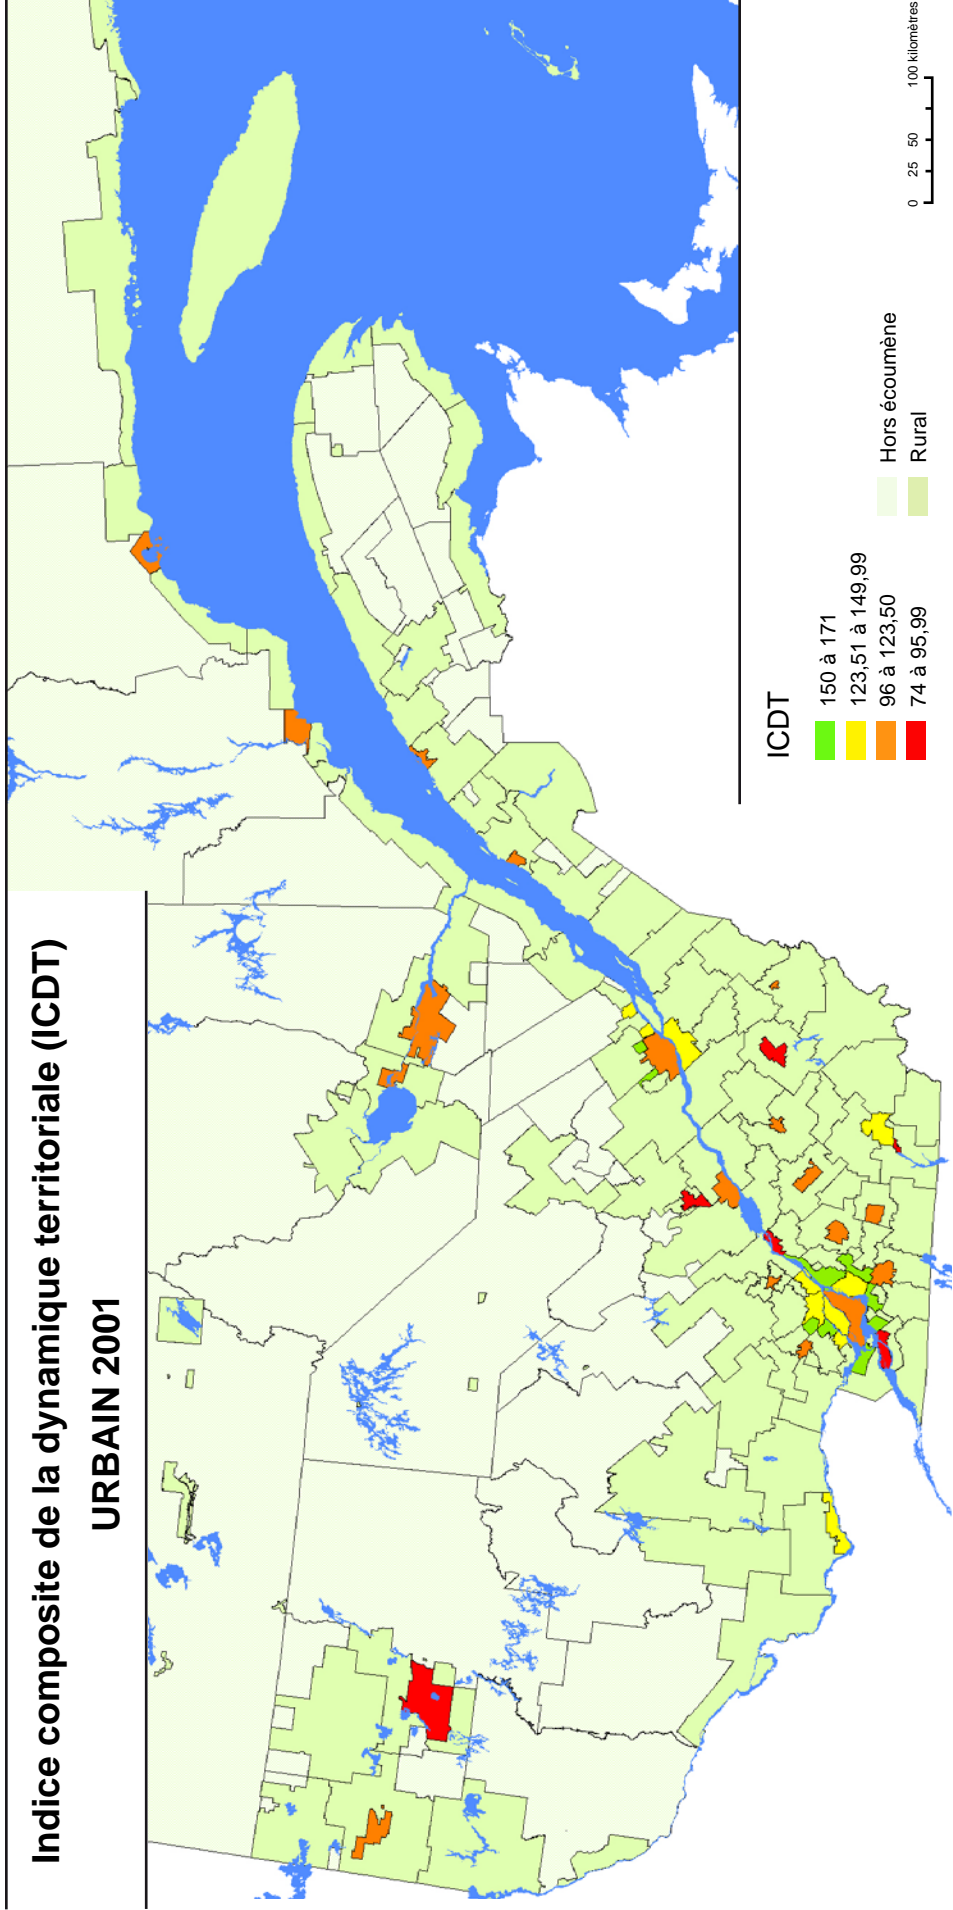 Indice composite de la dynamique territoriale (ICDT)
URBAIN 2001
ICDT
150 à 171
123,51 à 149,99
96 à 123,50
74 à 95,99
Hors écoumène
Rural
0 25 50 100 kilomètres